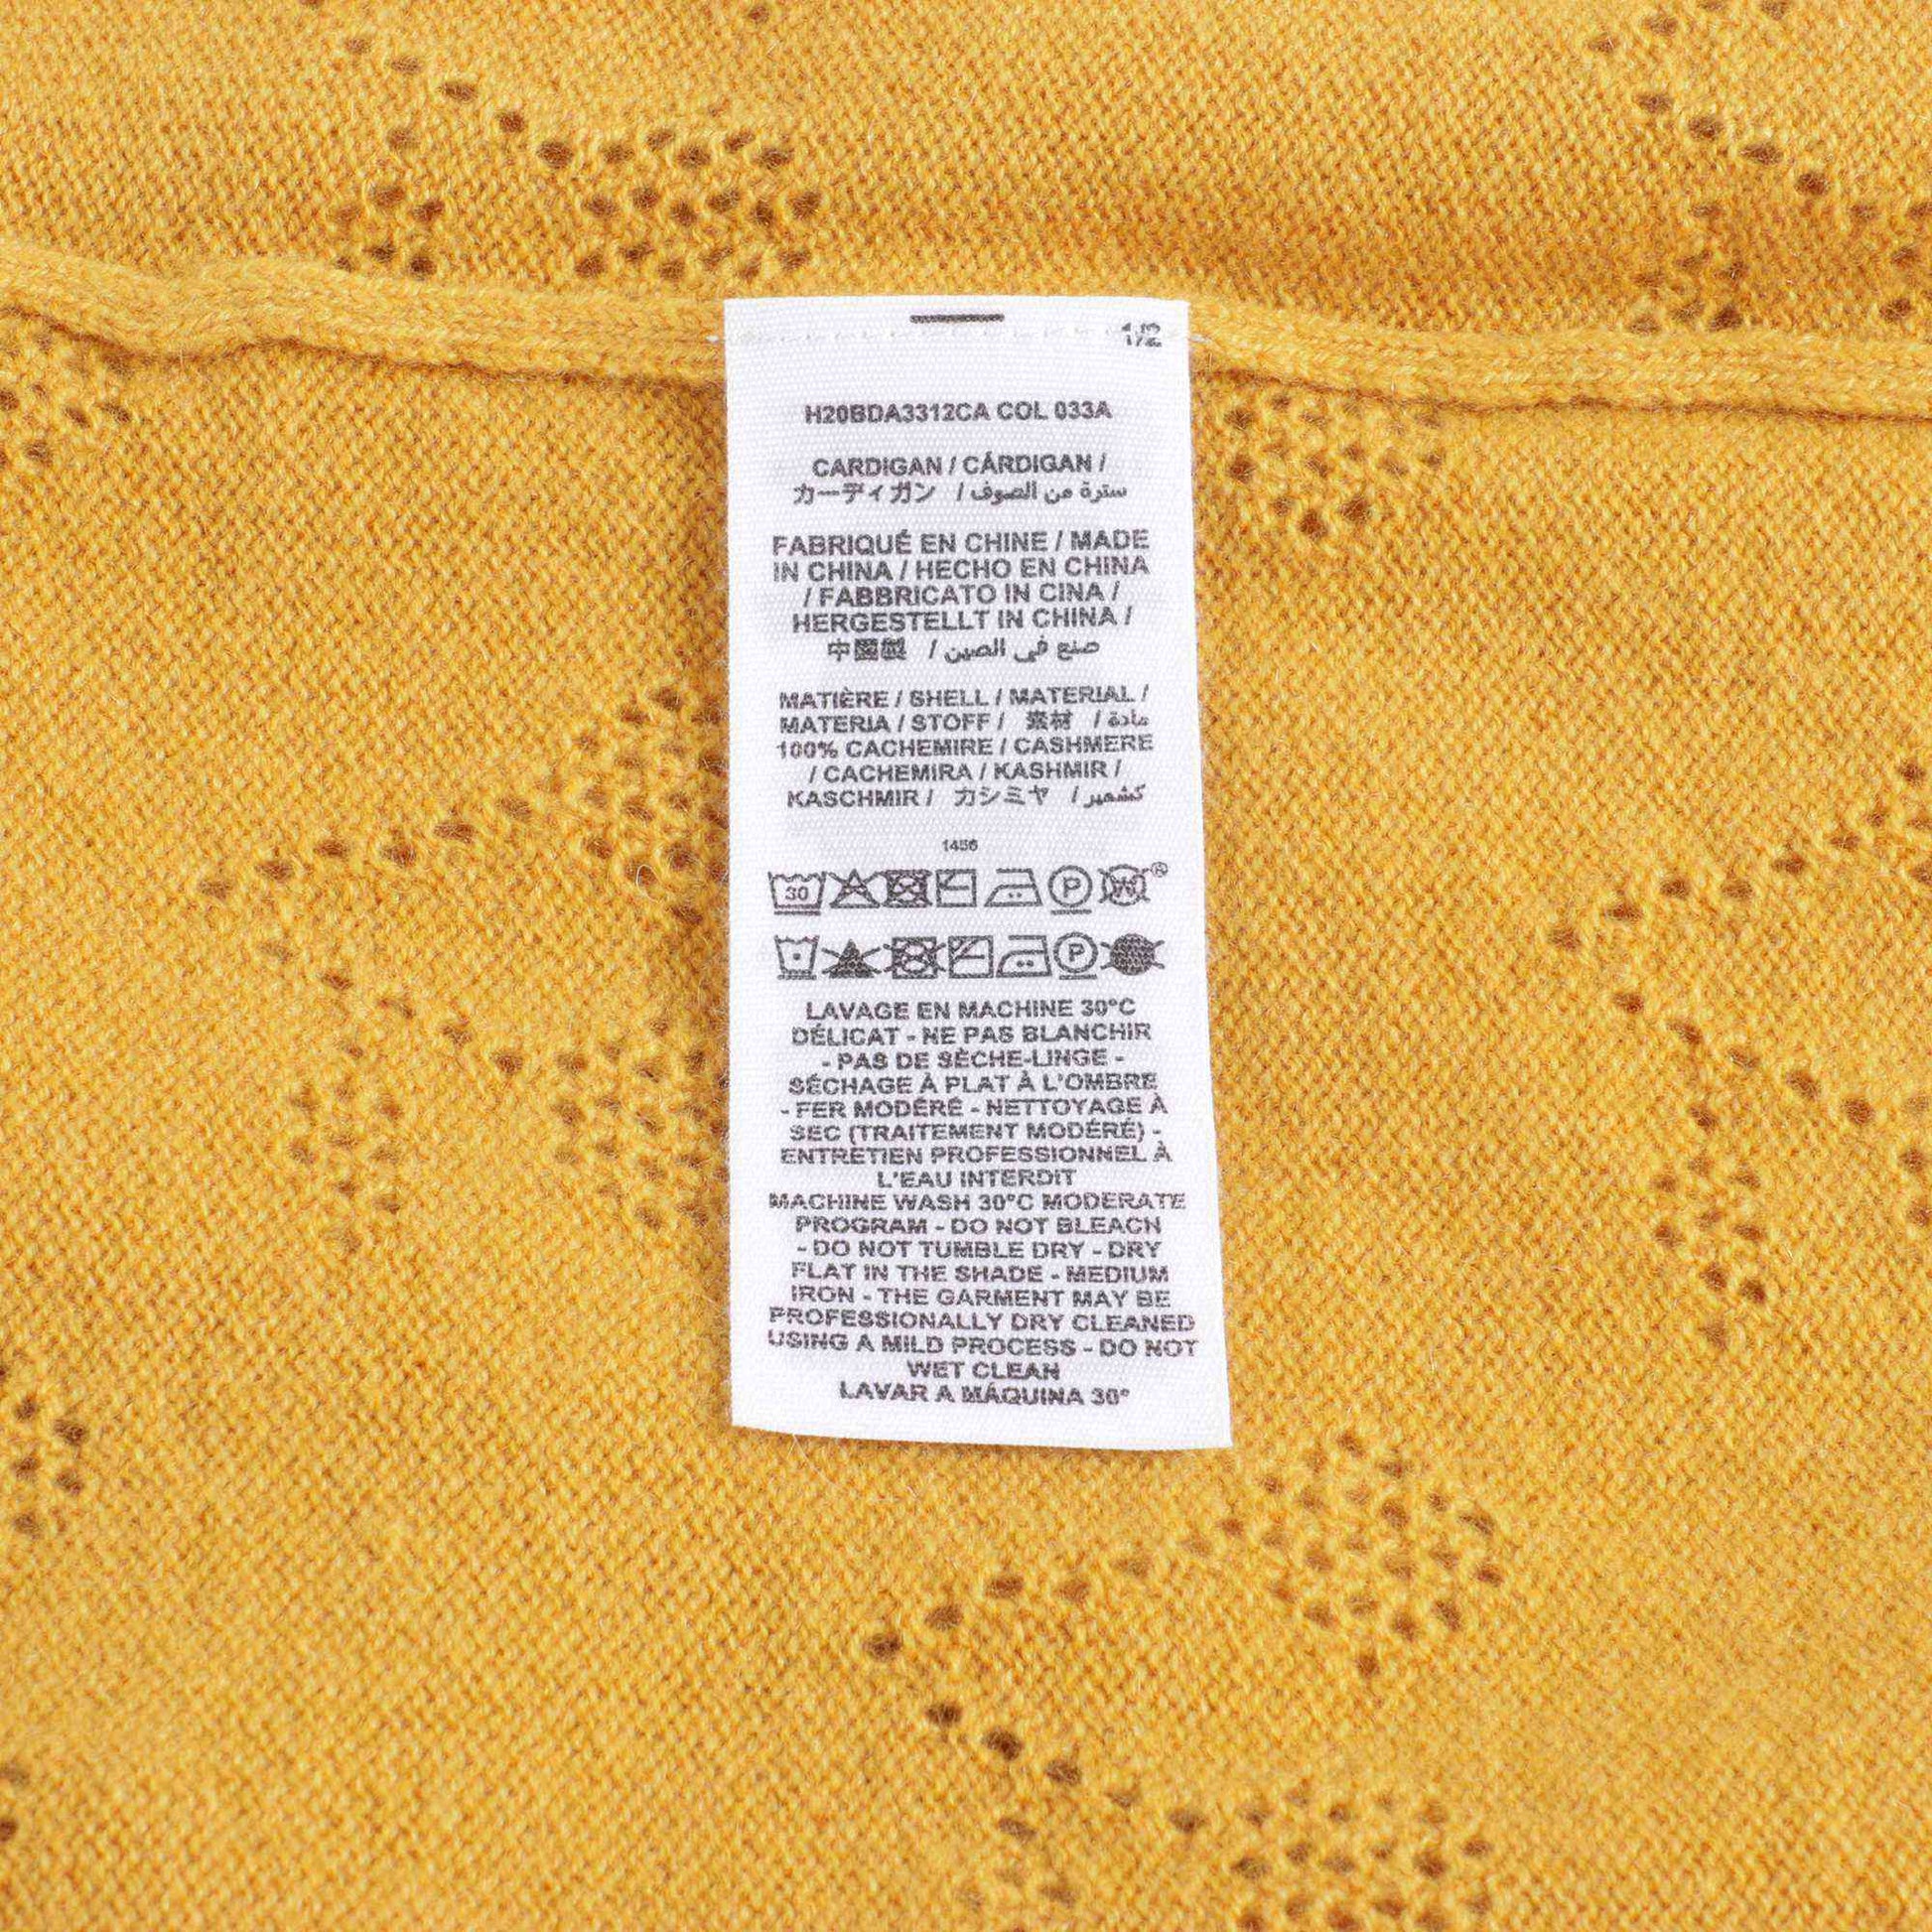 1/2
H20BDA3312CA COL 033A
CARDIGAN / CÁRDIGAN /
カーディガン / سترة من الصوف
FABRIQUÉ EN CHINE / MADE
IN CHINA / HECHO EN CHINA
/ FABBRICATO IN CINA /
HERGESTELLT IN CHINA /
中国製 / صنع في الصين
MATIÈRE / SHELL / MATERIAL /
MATERIA / STOFF / 素材 / مادة
100% CACHEMIRE / CASHMERE
/ CACHEMIRA / KASHMIR /
KASCHMIR / カシミヤ / كشمير
1456
30 P W ®
P
LAVAGE EN MACHINE 30°C
DÉLICAT - NE PAS BLANCHIR
- PAS DE SÈCHE-LINGE -
SÉCHAGE À PLAT À L'OMBRE
- FER MODÉRÉ - NETTOYAGE À
SEC (TRAITEMENT MODÉRÉ) -
ENTRETIEN PROFESSIONNEL À
L'EAU INTERDIT
MACHINE WASH 30°C MODERATE
PROGRAM - DO NOT BLEACH
- DO NOT TUMBLE DRY - DRY
FLAT IN THE SHADE - MEDIUM
IRON - THE GARMENT MAY BE
PROFESSIONALLY DRY CLEANED
USING A MILD PROCESS - DO NOT
WET CLEAN
LAVAR A MÁQUINA 30°